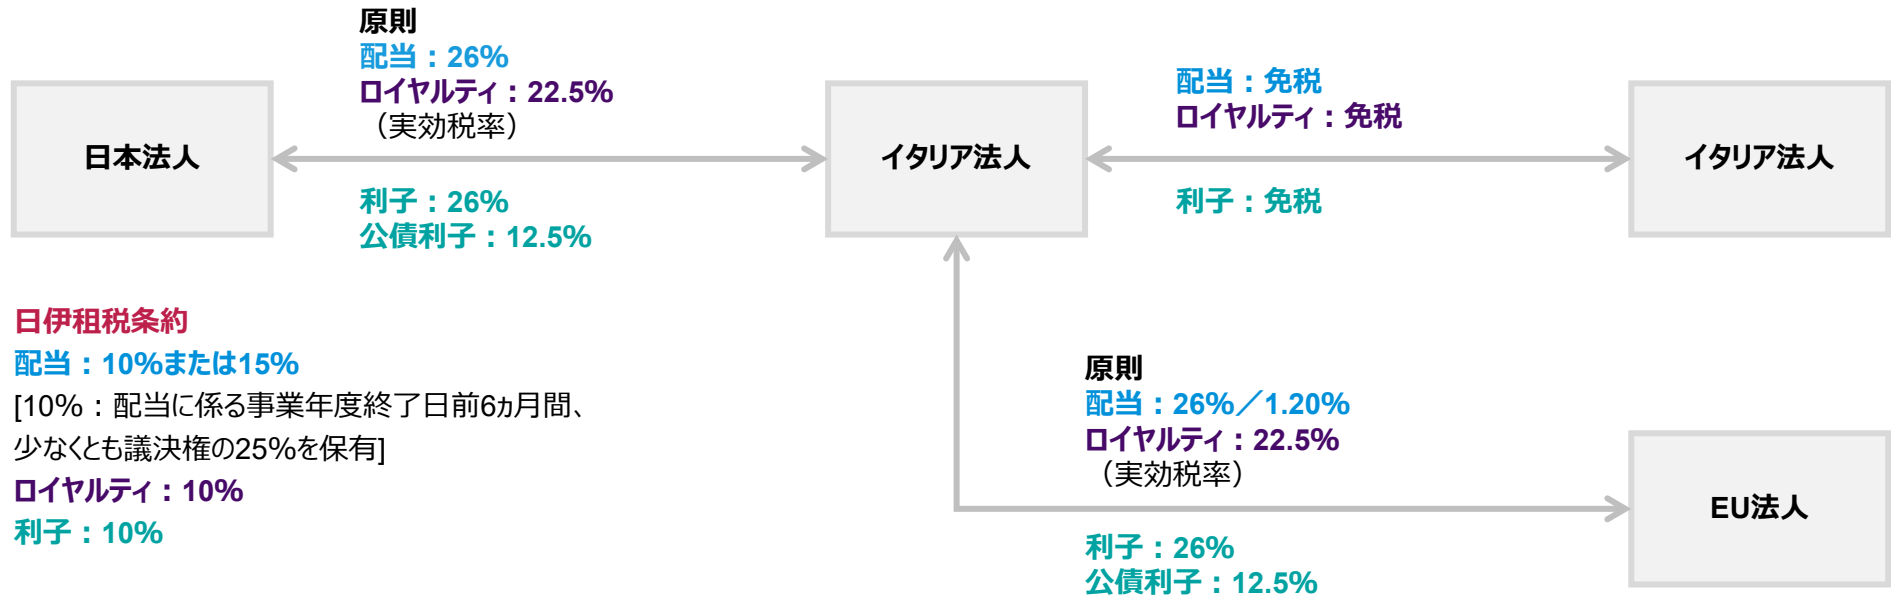 原則
配当：26%
ロイヤルティ：22.5%
（実効税率）
日本法人
利子：26%
公債利子：12.5%
イタリア法人
配当：免税
ロイヤルティ：免税
利子：免税
イタリア法人
日伊租税条約
配当：10%または15%
[10%：配当に係る事業年度終了日前6ヵ月間、
少なくとも議決権の25%を保有]
ロイヤルティ：10%
利子：10%
原則
配当：26%／1.20%
ロイヤルティ：22.5%
（実効税率）
利子：26%
公債利子：12.5%
EU法人